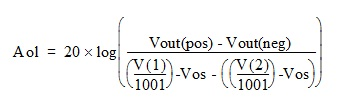 Aol = 20 × log( (Vout(pos) - Vout(neg)) / ((V(1)/1001) - Vos - ((V(2)/1001) - Vos)) )